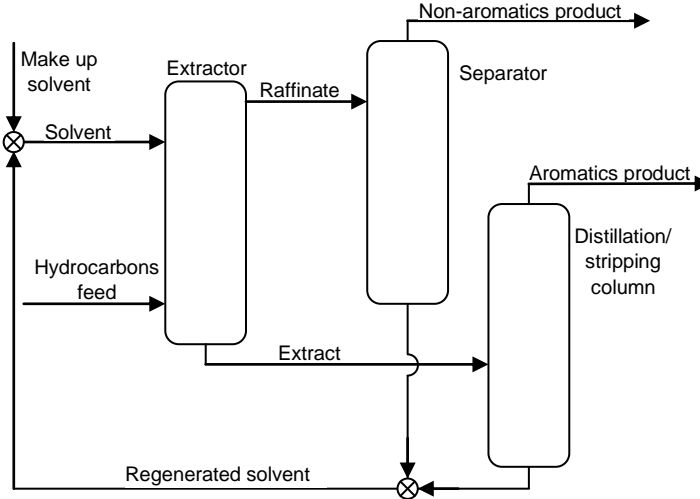 Non-aromatics product
Make up
solvent
Extractor
Raffinate
Separator
Solvent
Aromatics product
Distillation/
stripping
column
Hydrocarbons
feed
Extract
Regenerated solvent